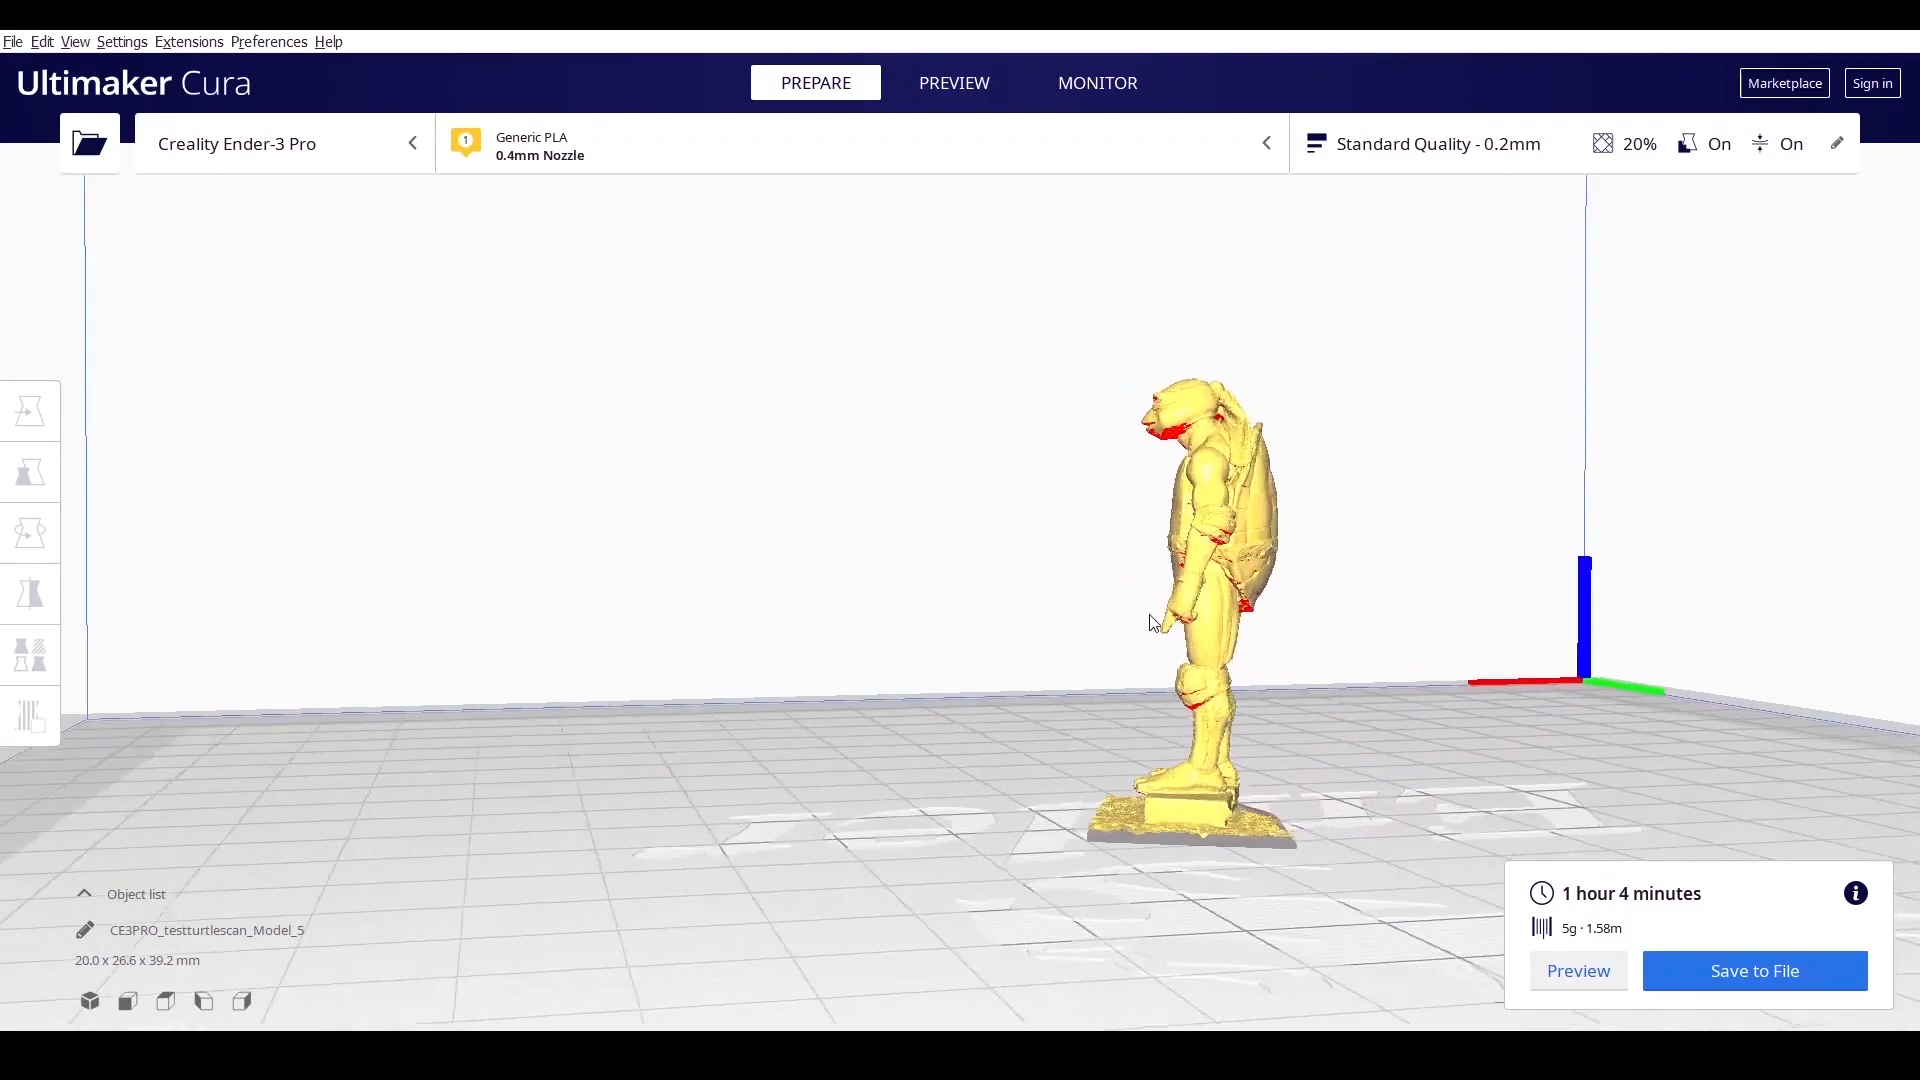 File Edit View Settings Extensions Preferences Help
Ultimaker Cura
PREPARE
PREVIEW
MONITOR
Marketplace
Sign in
Creality Ender-3 Pro
1
Generic PLA
0.4mm Nozzle
Standard Quality - 0.2mm
20%
On
On
Object list
CE3PRO_testturtlescan_Model_5
20.0 x 26.6 x 39.2 mm
1 hour 4 minutes
5g · 1.58m
Preview
Save to File